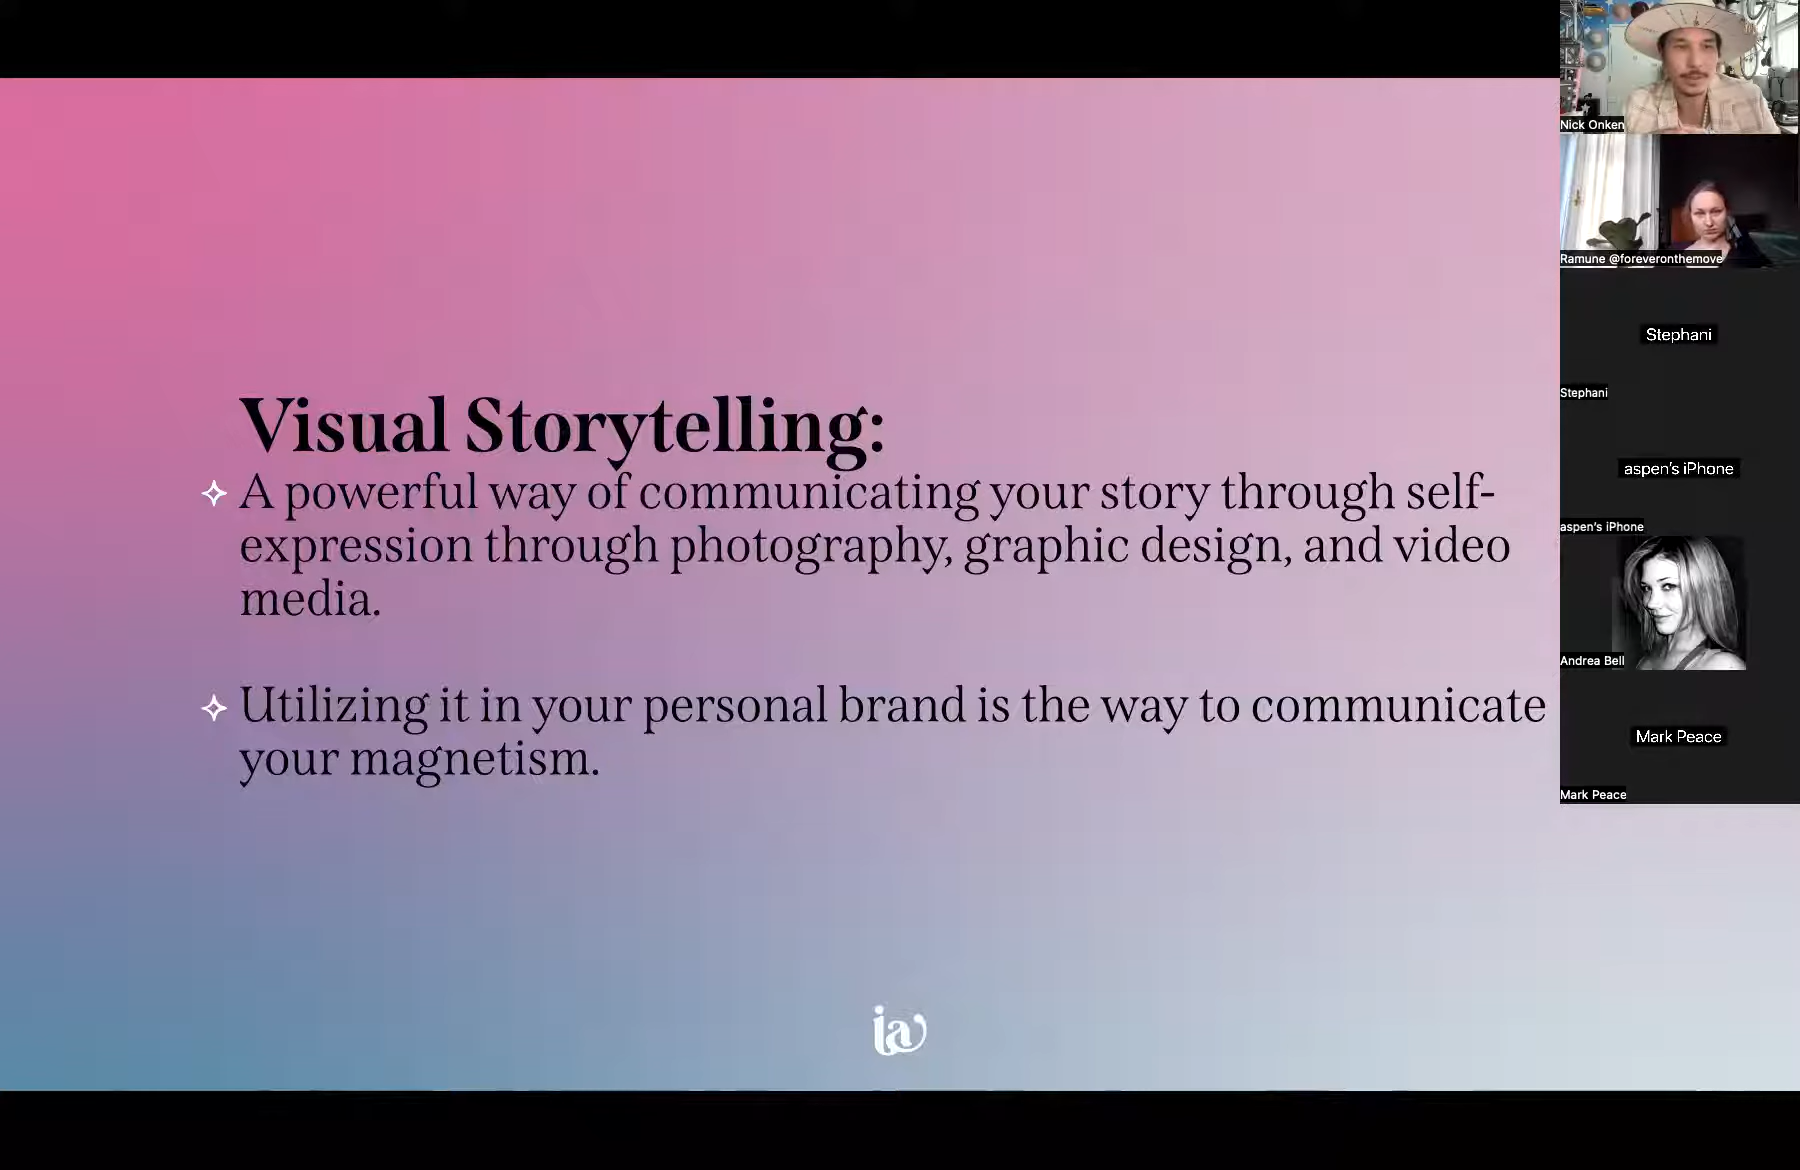 Visual Storytelling:
A powerful way of communicating your story through self-
expression through photography, graphic design, and video
media.
Utilizing it in your personal brand is the way to communicate
your magnetism.
ia
Nick Onken
Ramune @foreveronthemove
Stephani
Stephani
aspen's iPhone
aspen's iPhone
Andrea Bell
Mark Peace
Mark Peace